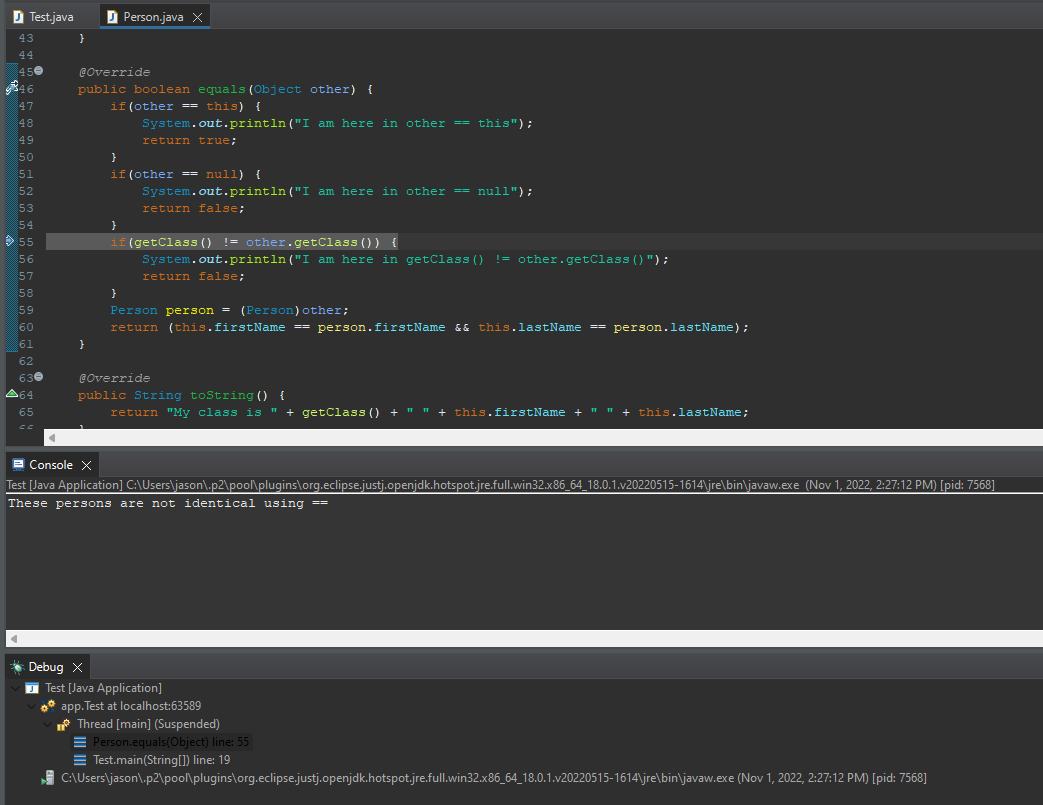 Test.java Person.java
43 }
44
45 @Override
46 public boolean equals(Object other) {
47 if(other == this) {
48 System.out.println("I am here in other == this");
49 return true;
50 }
51 if(other == null) {
52 System.out.println("I am here in other == null");
53 return false;
54 }
55 if(getClass() != other.getClass()) {
56 System.out.println("I am here in getClass() != other.getClass()");
57 return false;
58 }
59 Person person = (Person)other;
60 return (this.firstName == person.firstName && this.lastName == person.lastName);
61 }
62
63 @Override
64 public String toString() {
65 return "My class is " + getClass() + " " + this.firstName + " " + this.lastName;
Console
Test [Java Application] C:\Users\jason\.p2\pool\plugins\org.eclipse.justj.openjdk.hotspot.jre.full.win32.x86_64_18.0.1.v20220515-1614\jre\bin\javaw.exe (Nov 1, 2022, 2:27:12 PM) [pid: 7568]
These persons are not identical using ==
Debug
Test [Java Application]
app.Test at localhost:63589
Thread [main] (Suspended)
Person.equals(Object) line: 55
Test.main(String[]) line: 19
C:\Users\jason\.p2\pool\plugins\org.eclipse.justj.openjdk.hotspot.jre.full.win32.x86_64_18.0.1.v20220515-1614\jre\bin\javaw.exe (Nov 1, 2022, 2:27:12 PM) [pid: 7568]